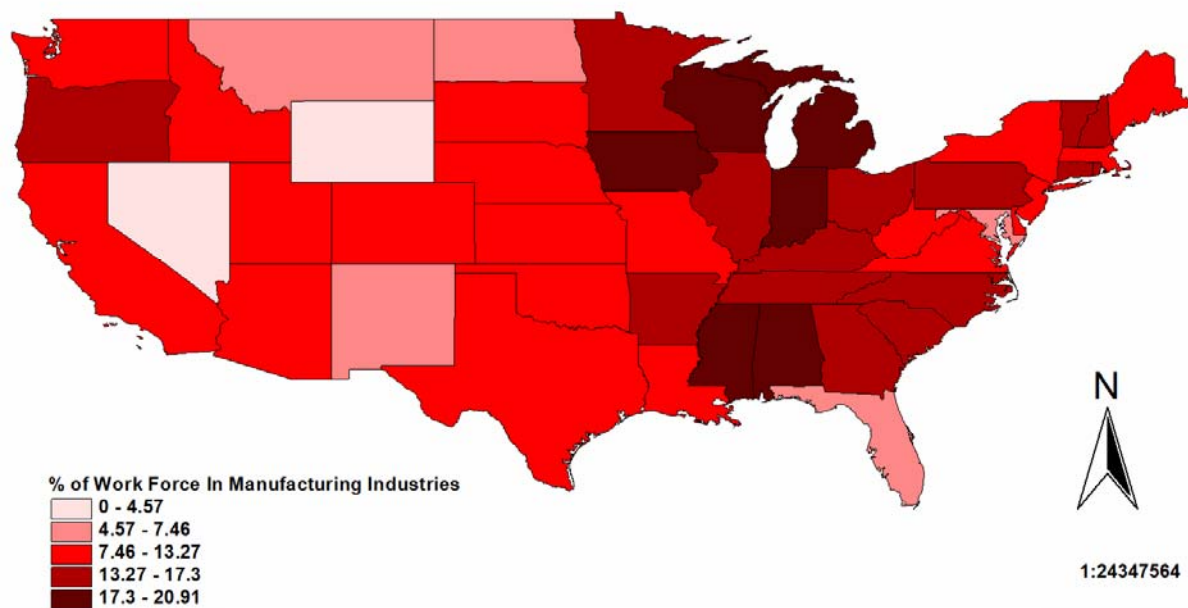 N
% of Work Force In Manufacturing Industries
0 - 4.57
4.57 - 7.46
7.46 - 13.27
13.27 - 17.3
17.3 - 20.91
1:24347564